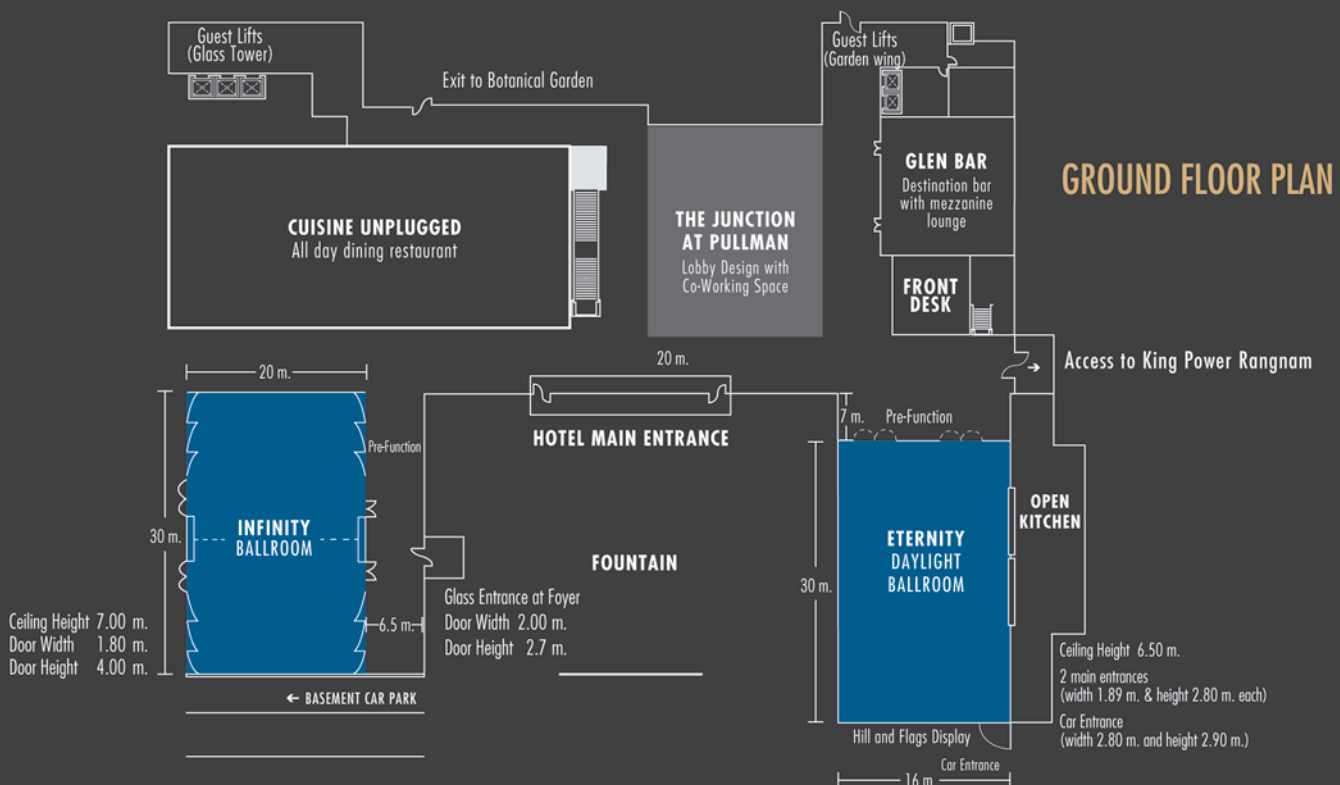 Guest Lifts
(Glass Tower)
Exit to Botanical Garden
Guest Lifts
(Garden wing)
GROUND FLOOR PLAN
CUISINE UNPLUGGED
All day dining restaurant
THE JUNCTION
AT PULLMAN
Lobby Design with
Co-Working Space
GLEN BAR
Destination bar
with mezzanine
lounge
FRONT
DESK
Access to King Power Rangnam
20 m.
20 m.
HOTEL MAIN ENTRANCE
7 m.
Pre-Function
Pre-Function
30 m.
INFINITY
BALLROOM
FOUNTAIN
30 m.
ETERNITY
DAYLIGHT
BALLROOM
OPEN
KITCHEN
Ceiling Height 7.00 m.
Door Width 1.80 m.
Door Height 4.00 m.
6.5 m.
Glass Entrance at Foyer
Door Width 2.00 m.
Door Height 2.7 m.
Ceiling Height 6.50 m.
2 main entrances
(width 1.89 m. & height 2.80 m. each)
Car Entrance
(width 2.80 m. and height 2.90 m.)
← BASEMENT CAR PARK
Hill and Flags Display
Car Entrance
16 m